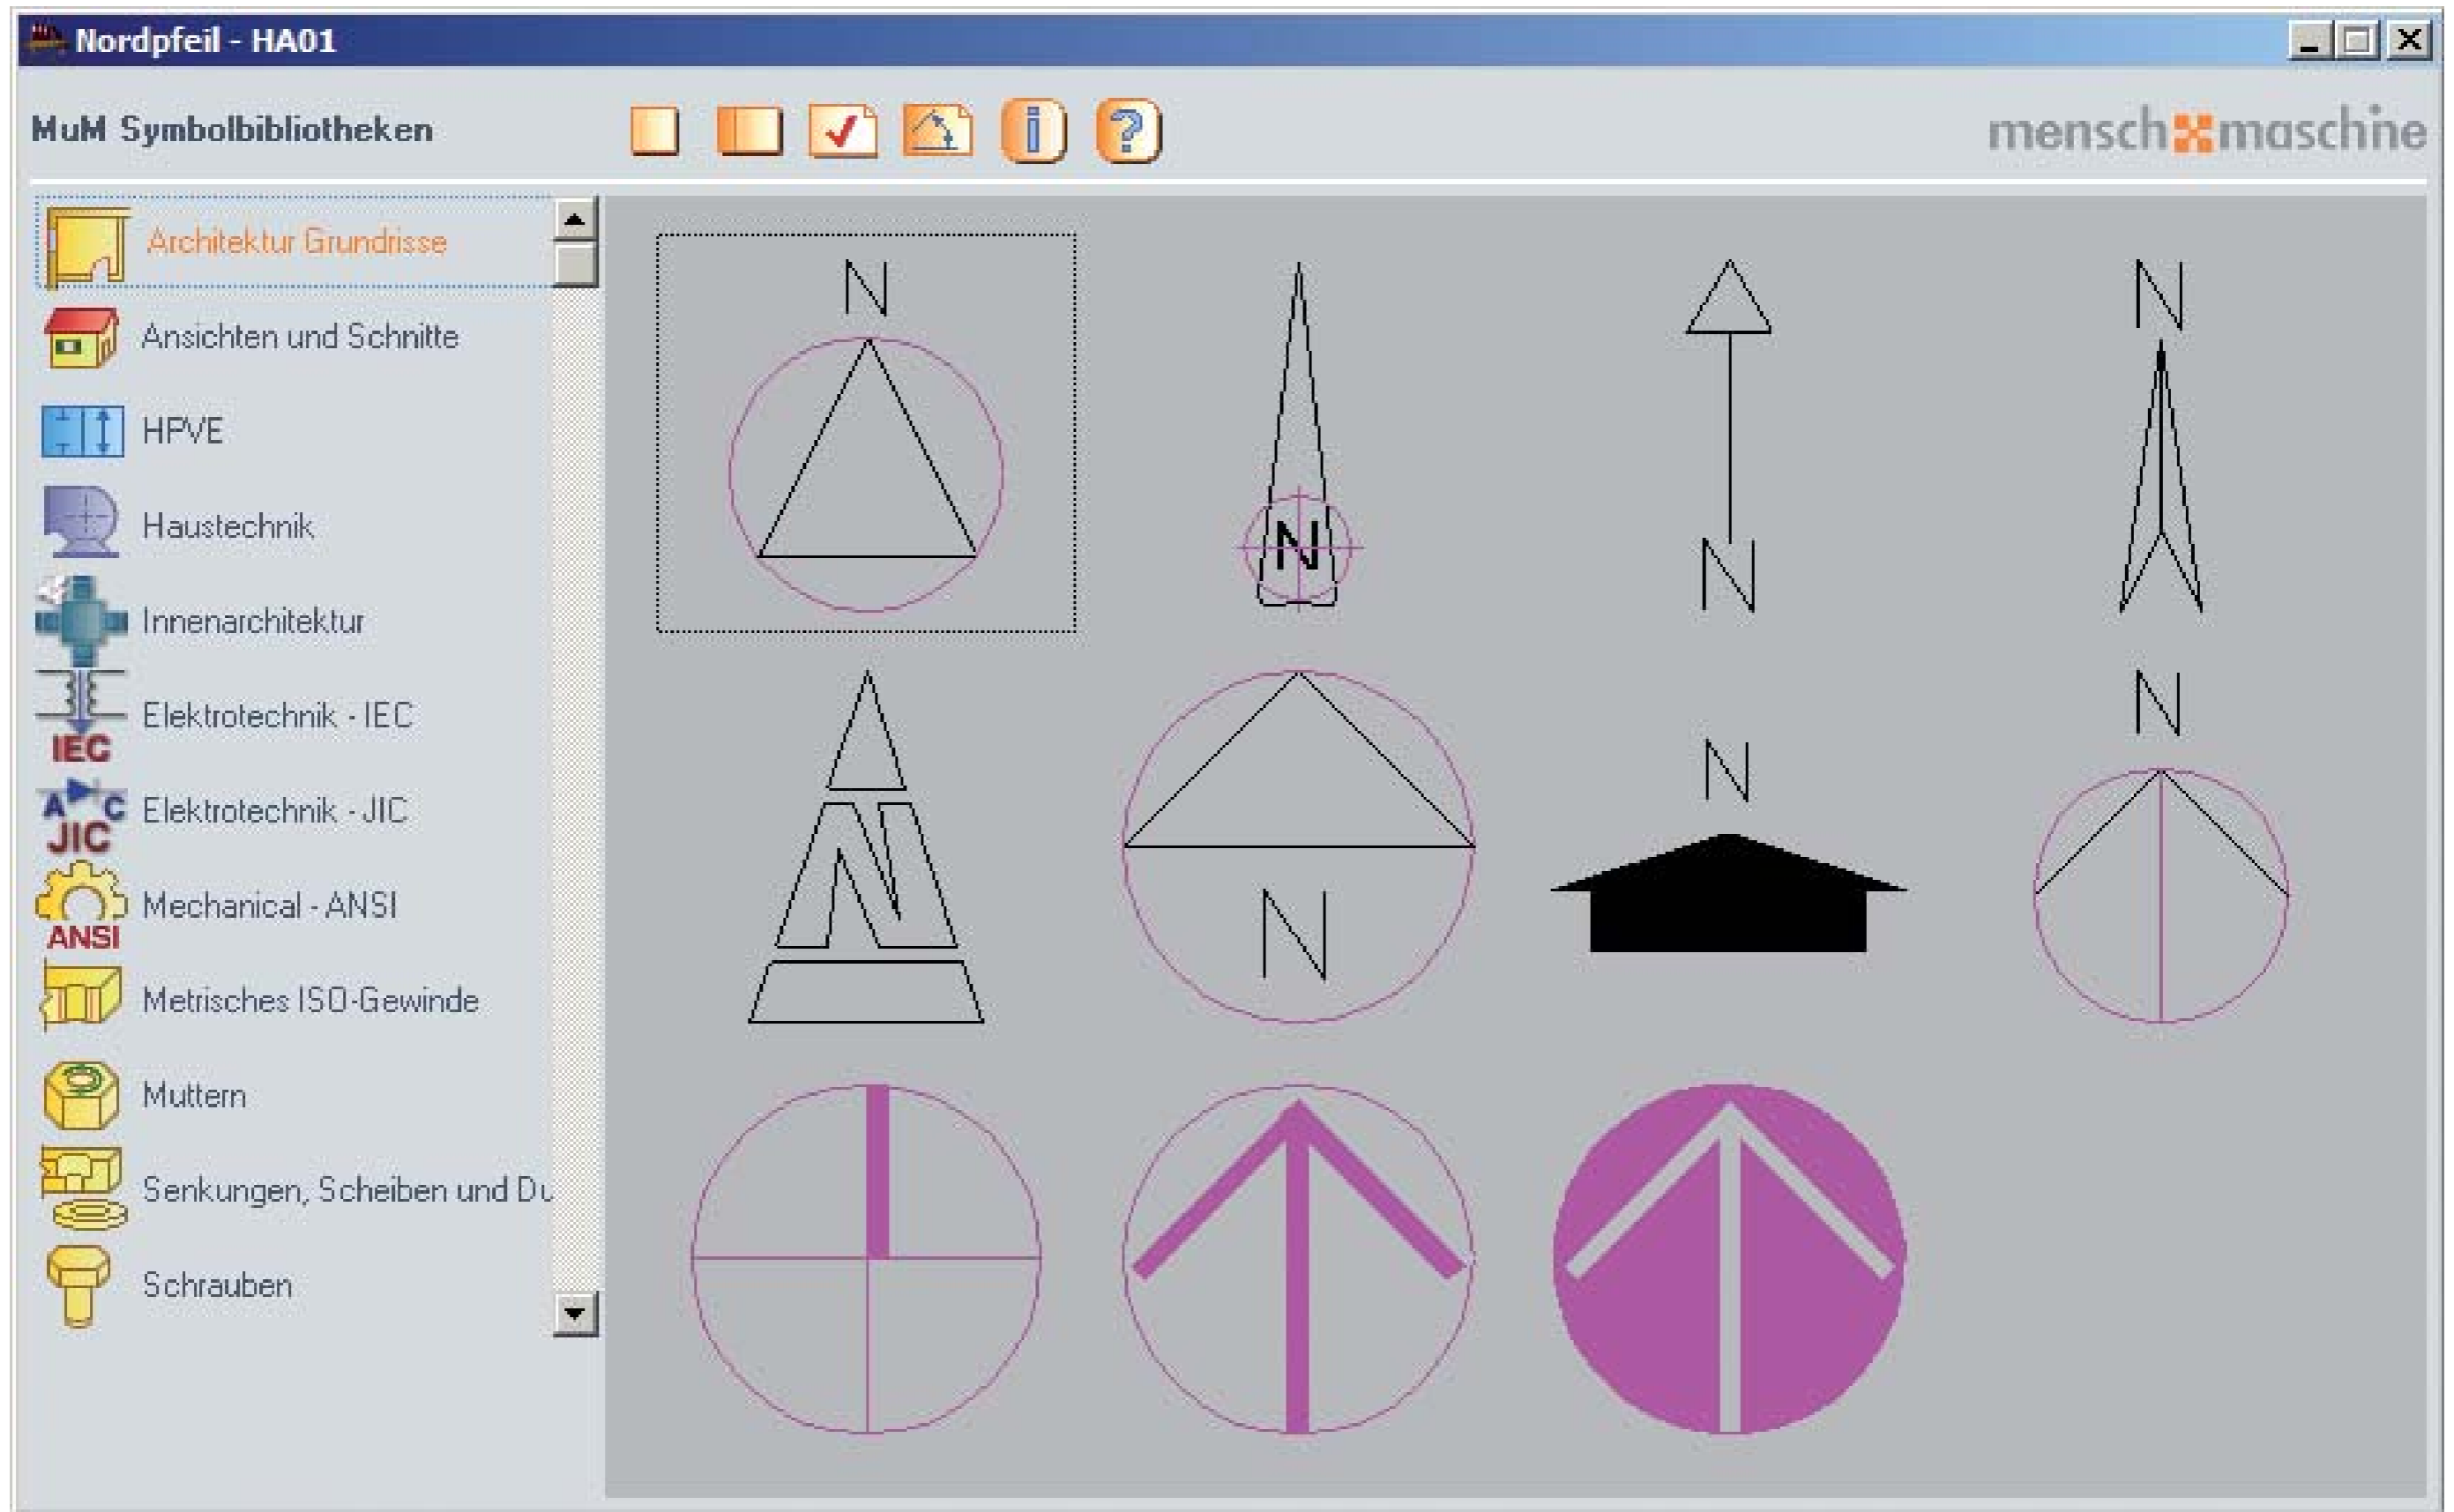 Nordpfeil - HA01
MuM Symbolbibliotheken
i ?
mensch maschine
Architektur Grundrisse
Ansichten und Schnitte
HPVE
Haustechnik
Innenarchitektur
Elektrotechnik - IEC
IEC
Elektrotechnik - JIC
A C
JIC
Mechanical - ANSI
ANSI
Metrisches ISO-Gewinde
Muttern
Senkungen, Scheiben und Du
Schrauben
N
N
N
N
N
N
N
N